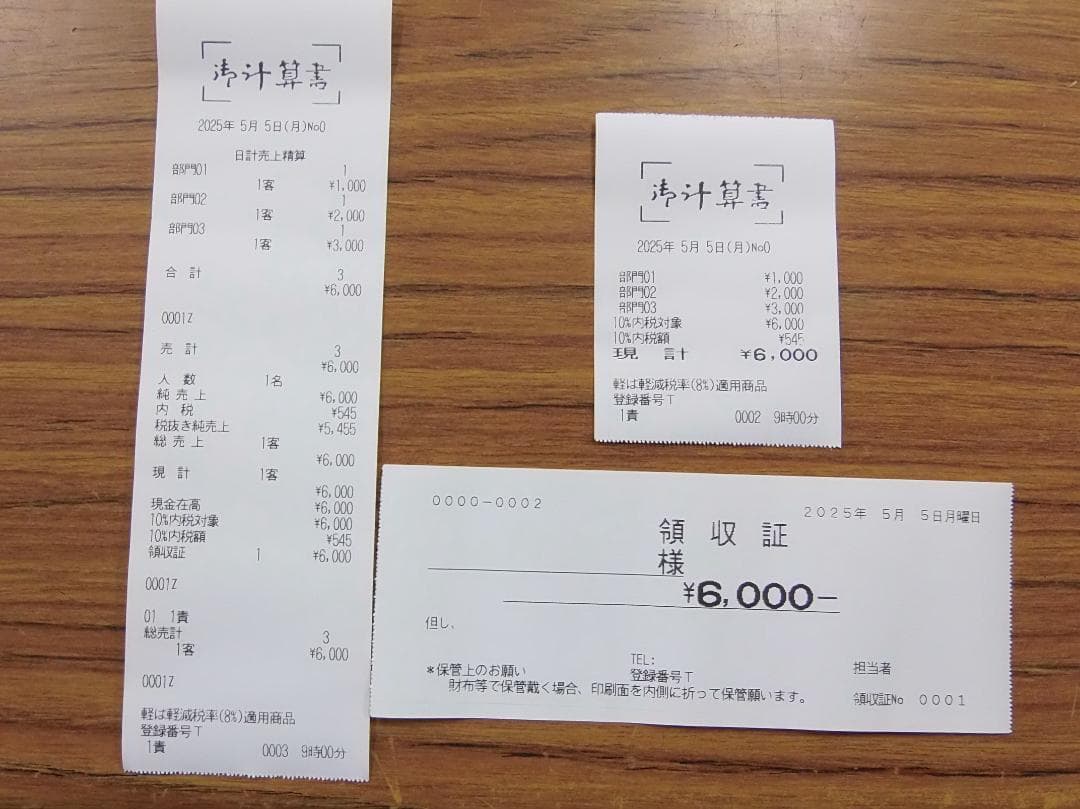 御計算書
2025年 5月 5日(月)No0
日計売上精算
部門01 1
1客 ¥1,000
部門02 1
1客 ¥2,000
部門03 1
1客 ¥3,000
合 計 3
¥6,000
0001Z
売 計 3
¥6,000
人 数 1名
純 売 上 ¥6,000
内 税 ¥545
税抜き純売上 ¥5,455
総 売 上 1客
¥6,000
現 計 1客
¥6,000
現金在高 ¥6,000
10%内税対象 ¥6,000
10%内税額 ¥545
領収証 1 ¥6,000
0001Z
01 1責
総売計 3
1客 ¥6,000
0001Z
軽は軽減税率(8%)適用商品
登録番号T
1責 0003 9時00分
御計算書
2025年 5月 5日(月)No0
部門01 ¥1,000
部門02 ¥2,000
部門03 ¥3,000
10%内税対象 ¥6,000
10%内税額 ¥545
現 計 ¥6,000
軽は軽減税率(8%)適用商品
登録番号T
1責 0002 9時00分
0000-0002
2025年 5月 5日月曜日
領 収 証
様
¥6,000-
但し、
TEL:
登録番号T
担当者
*保管上のお願い
財布等で保管戴く場合、印刷面を内側に折って保管願います。
領収証No 0001